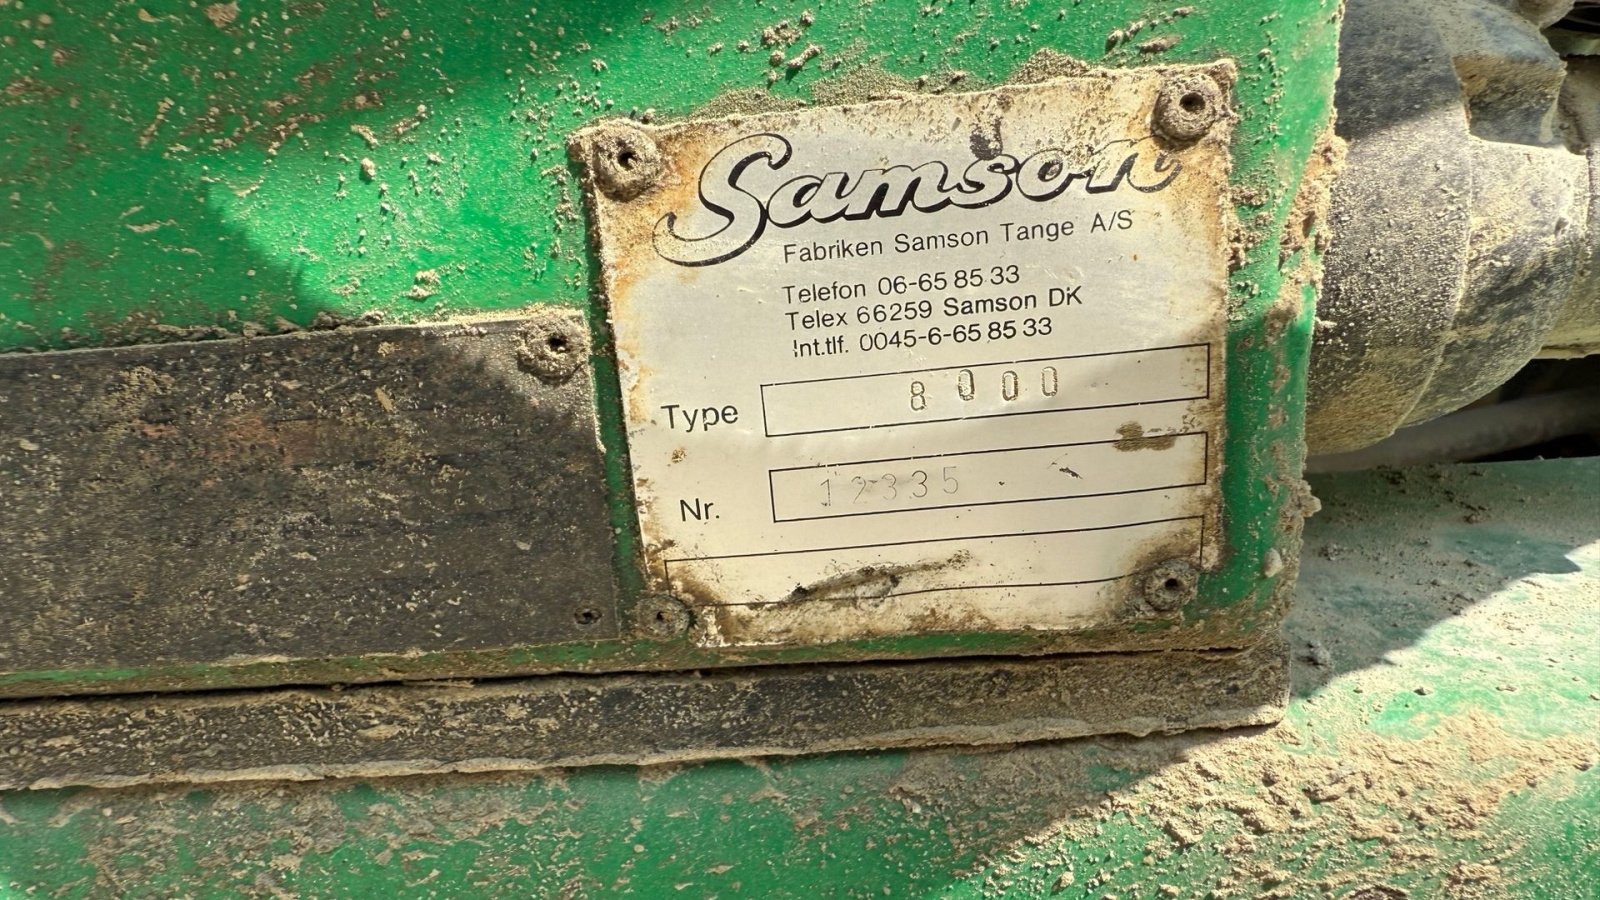 Samson
Fabriken Samson Tange A/S
Telefon 06-65 85 33
Telex 66259 Samson DK
Int.tlf. 0045-6-65 85 33
Type 8000
Nr. 12335